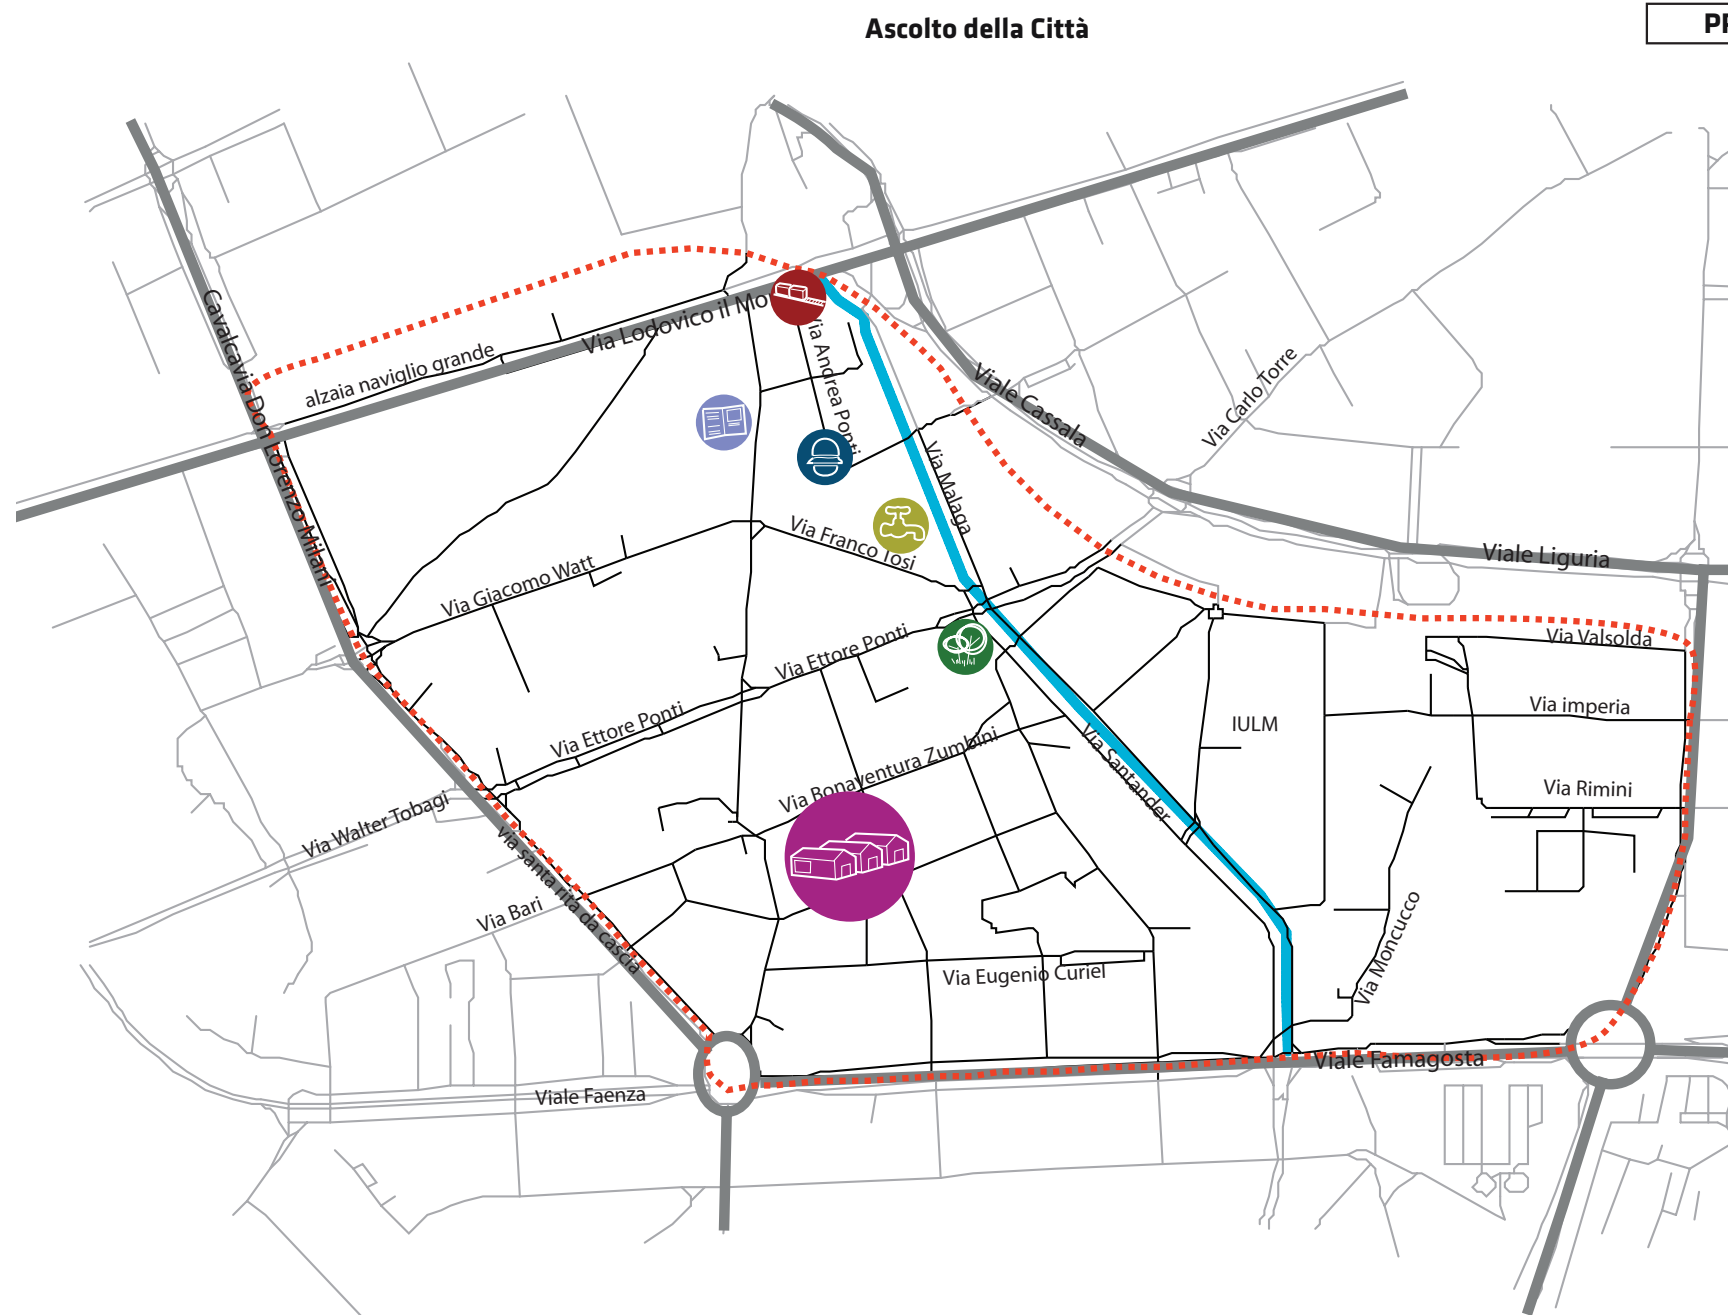 Ascolto della Città
Cavalcavia Don Lorenzo Milani
alzaia naviglio grande
Via Lodovico il Mo
Via Andrea Ponti
Viale Cassala
Via Carlo Torre
Via Malaga
Via Franco Tosi
Viale Liguria
Via Giacomo Watt
Via Ettore Ponti
Via Valsolda
Via imperia
IULM
Via Ettore Ponti
Via Bonaventura Zumbini
Via Santander
Via Rimini
Via Walter Tobagi
Via santa rita da cascia
Via Bari
Via Moncucco
Via Eugenio Curiel
Viale Famagosta
Viale Faenza